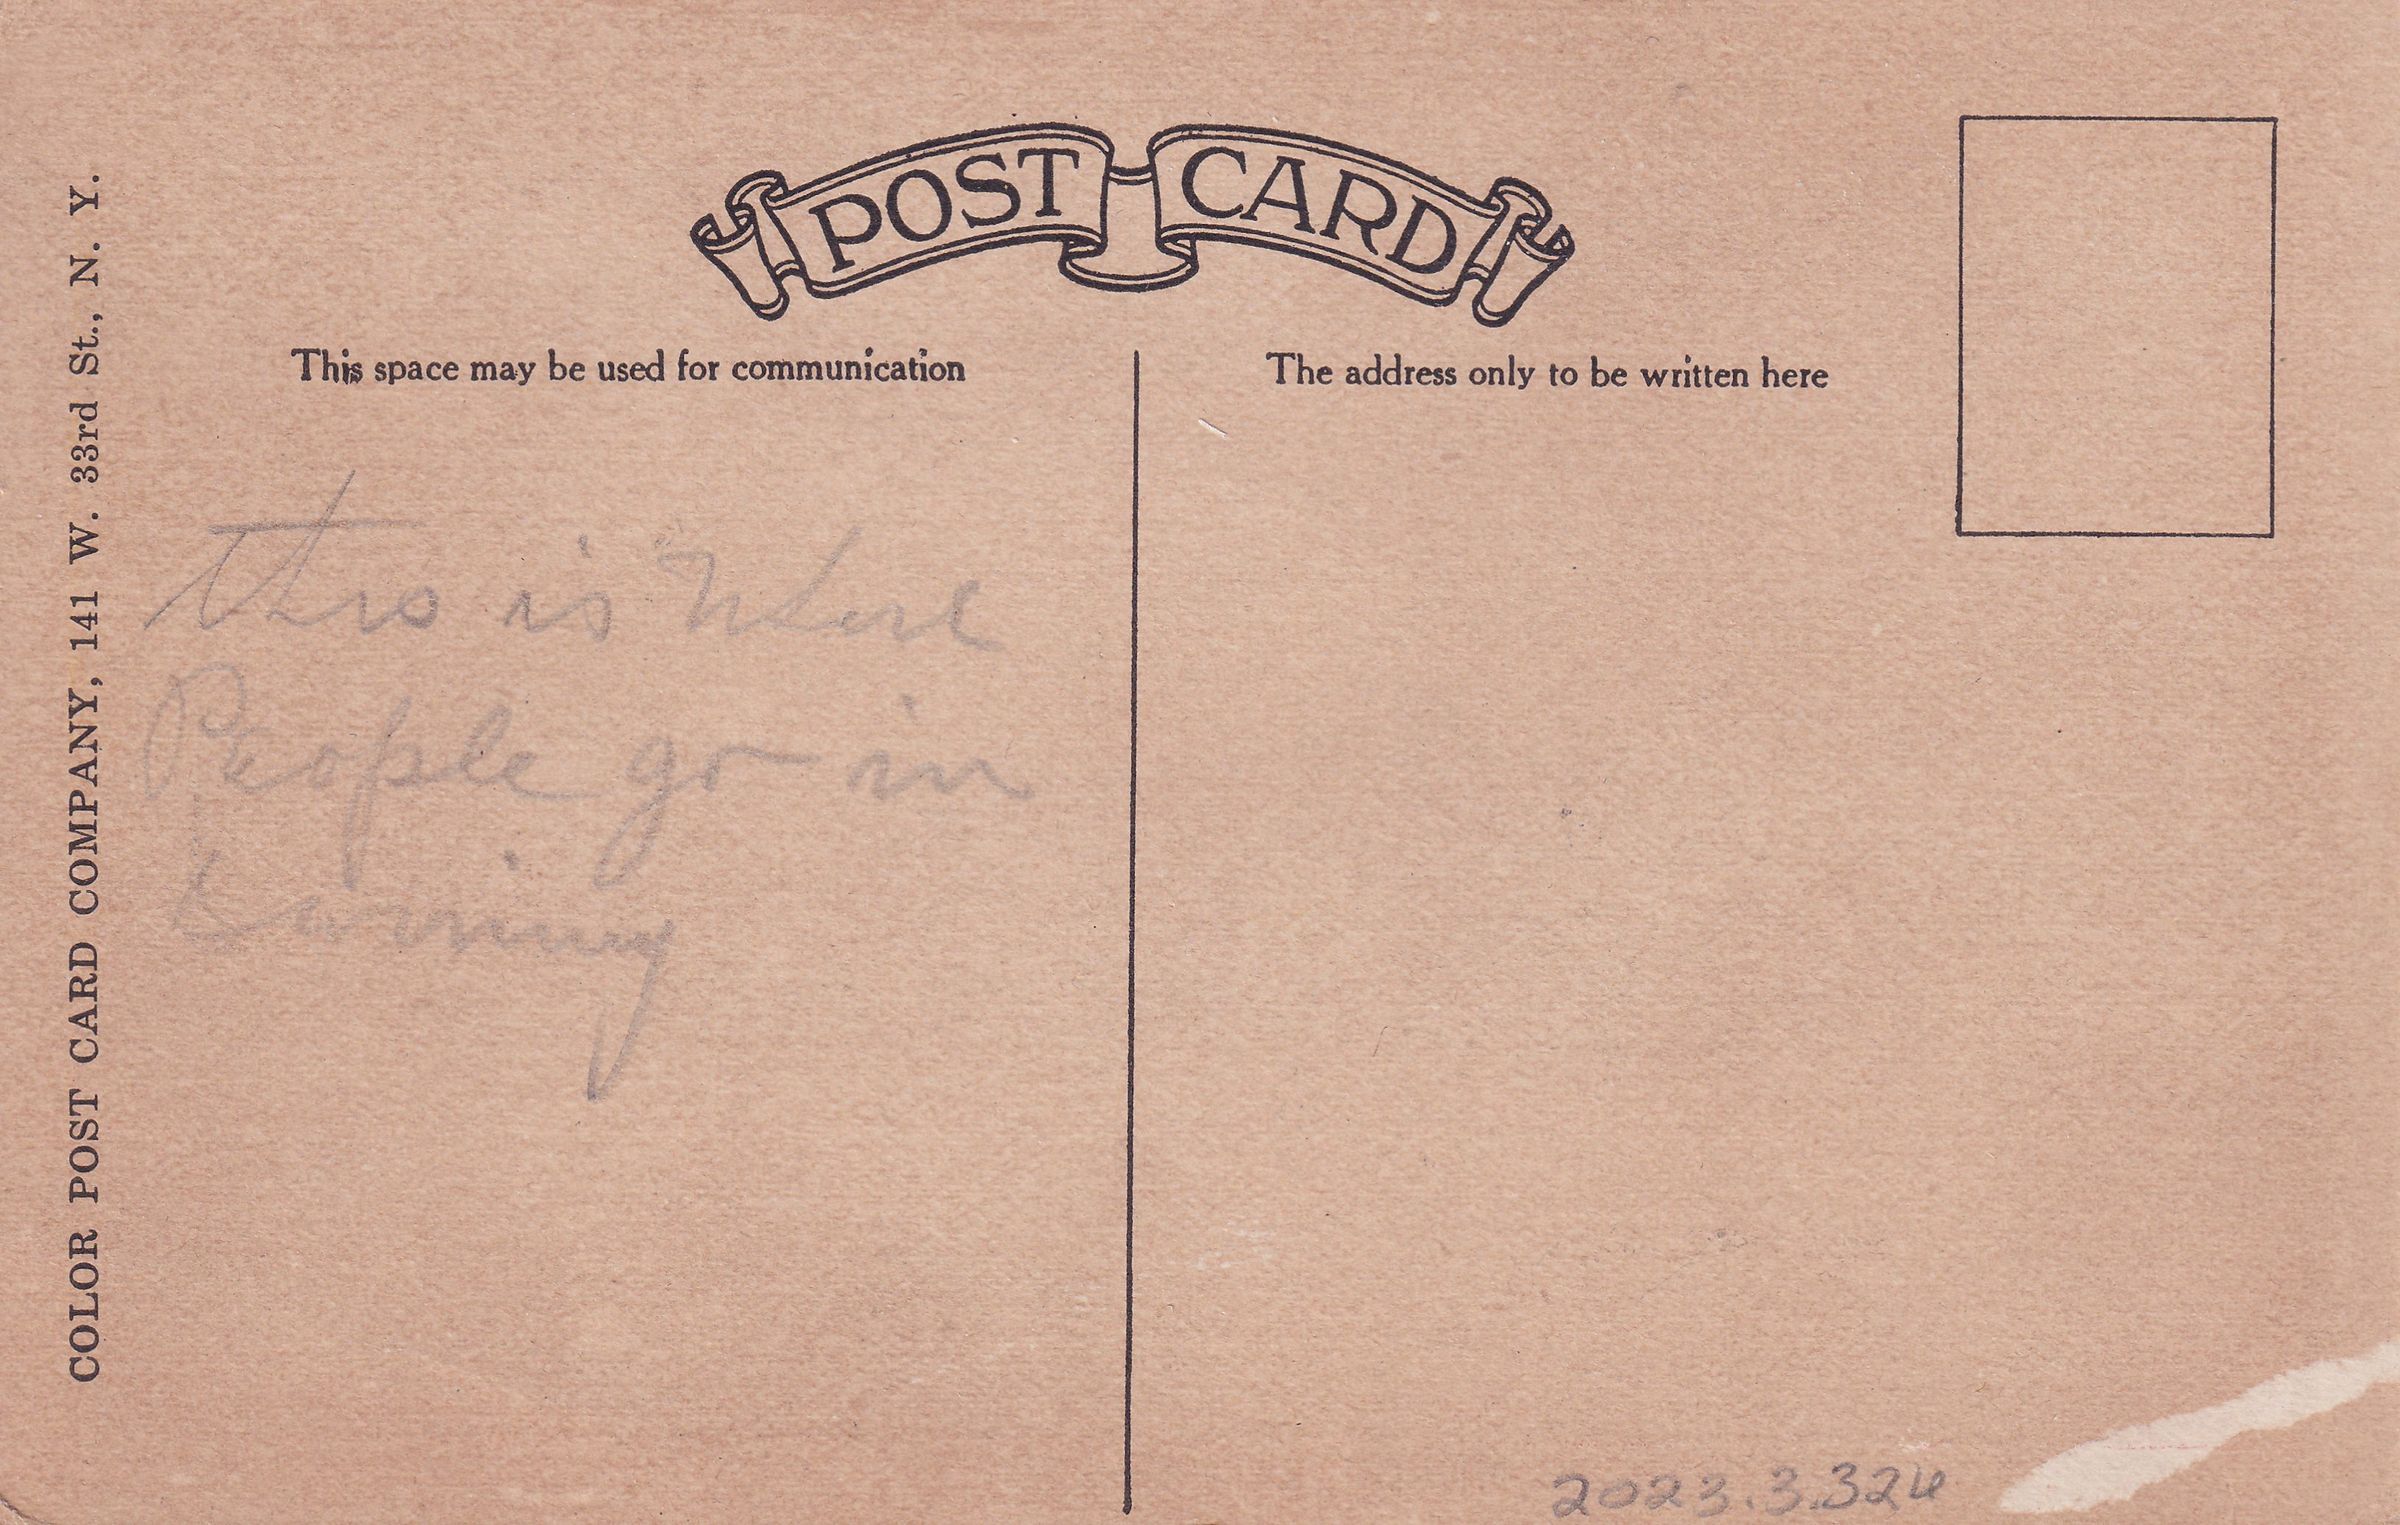 POST CARD
This space may be used for communication
The address only to be written here
COLOR POST CARD COMPANY, 141 W. 33rd St., N. Y.
this is where
People go in
2023.3.324